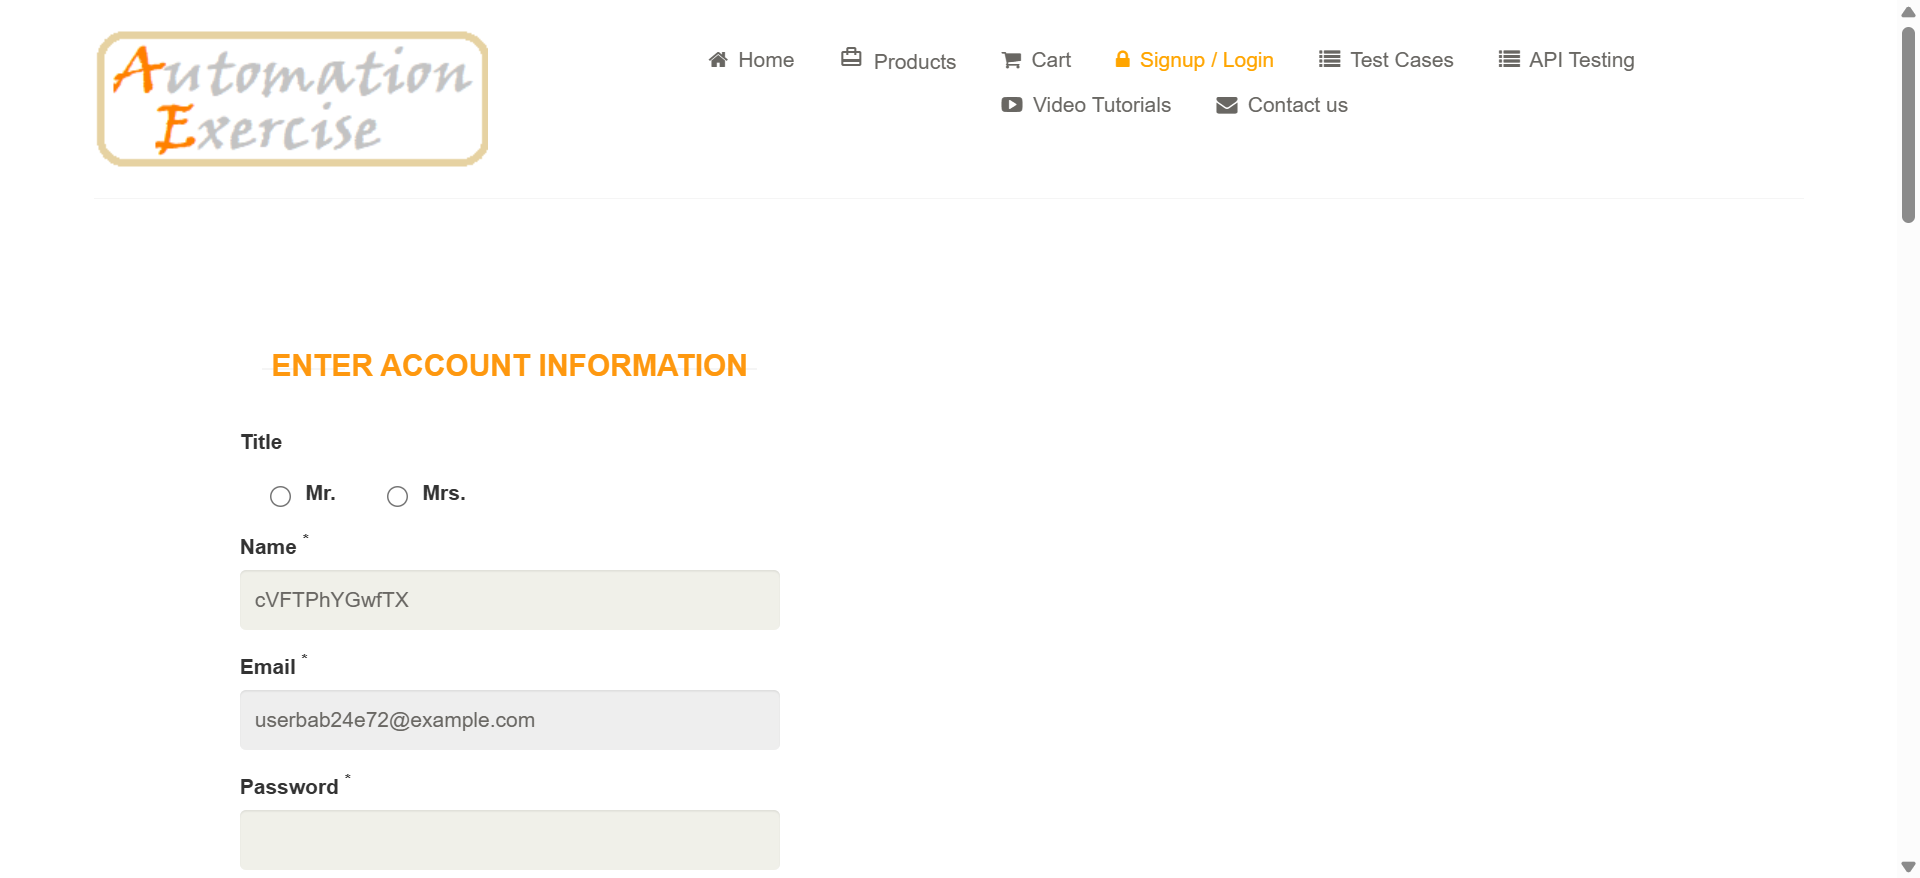 Automation
Exercise
Home
Products
Cart
Signup / Login
Test Cases
API Testing
Video Tutorials
Contact us
ENTER ACCOUNT INFORMATION
Title
Mr. Mrs.
Name *
cVFTPhYGwfTX
Email *
userbab24e72@example.com
Password *